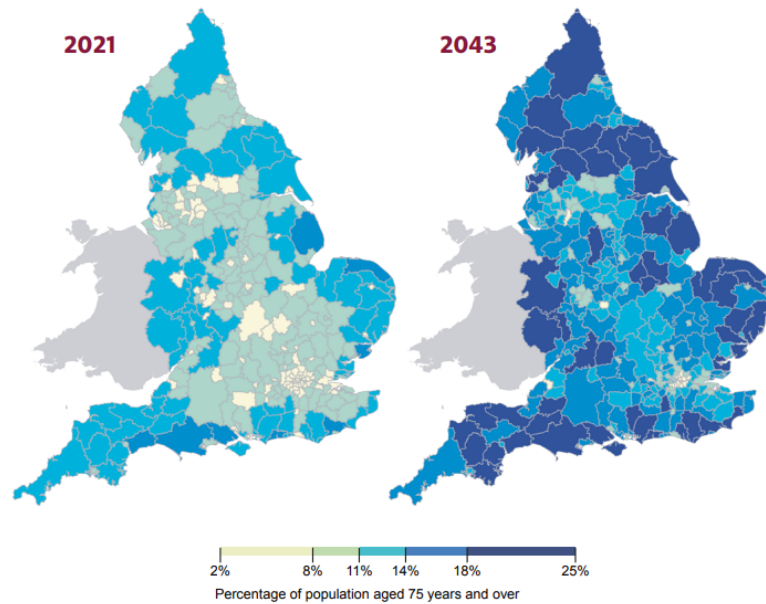 2021
2043
2% 8% 11% 14% 18% 25%
Percentage of population aged 75 years and over